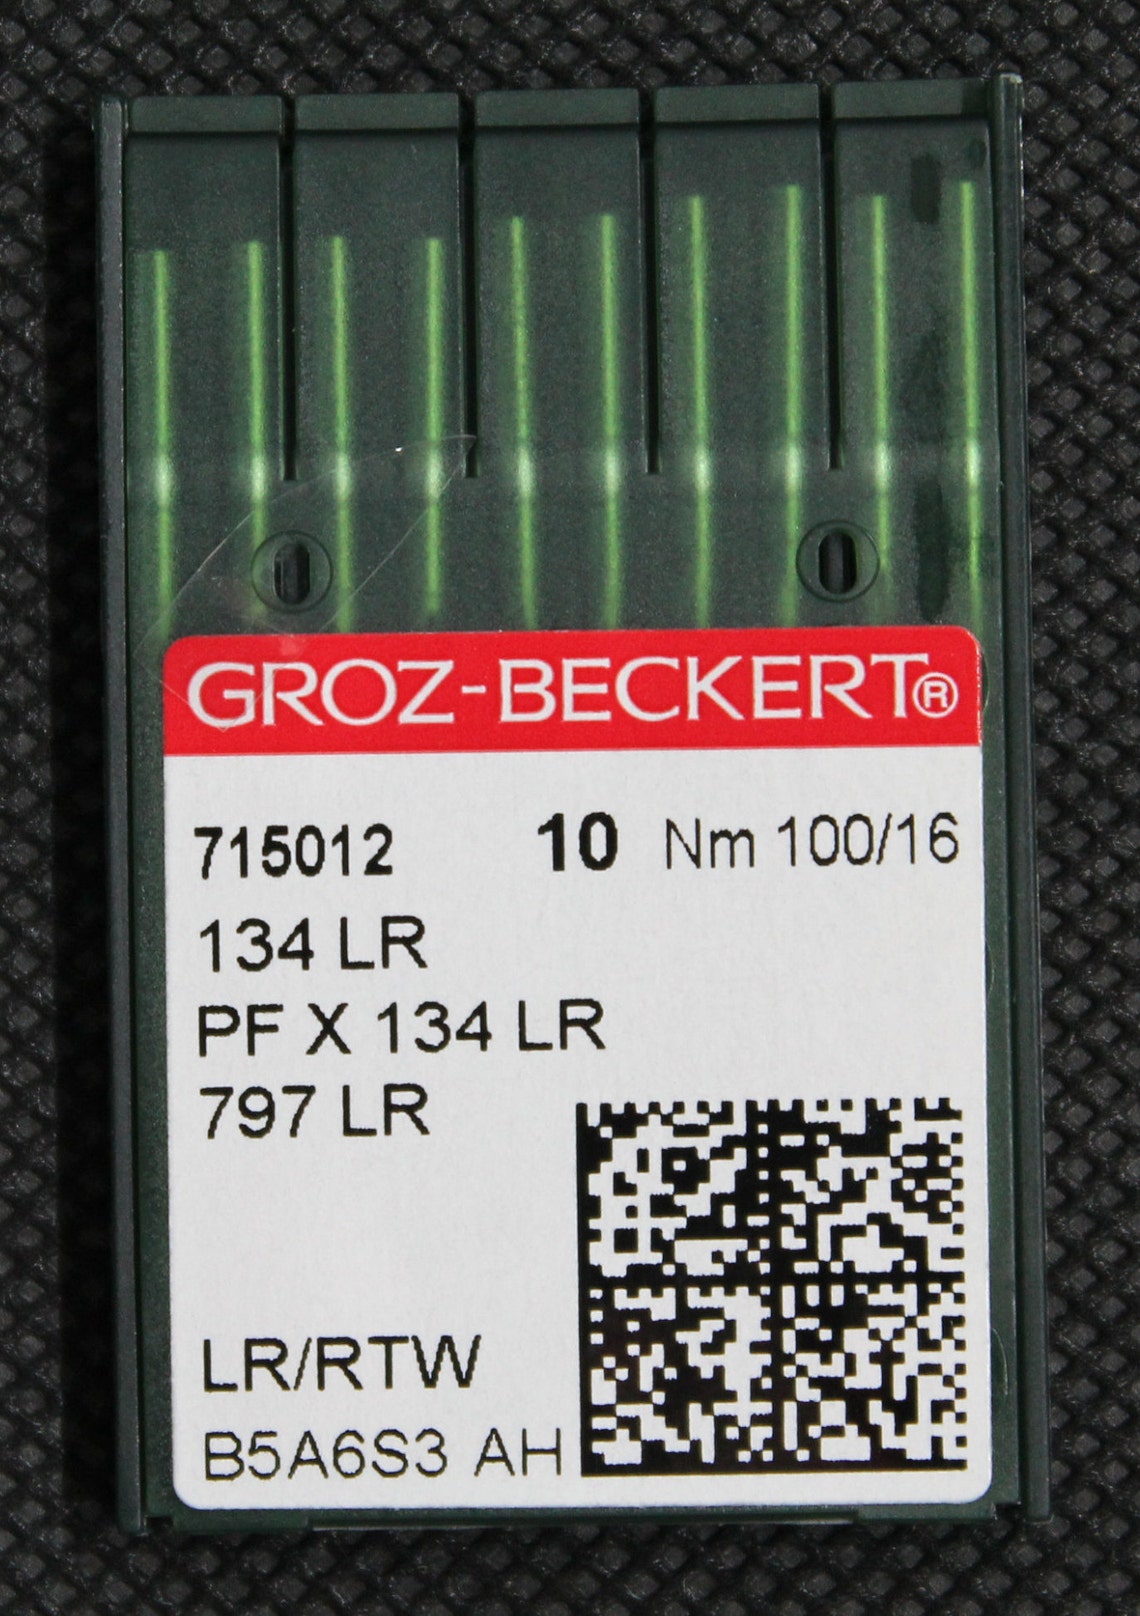 GROZ-BECKERT®
715012 10 Nm 100/16
134 LR
PF X 134 LR
797 LR
LR/RTW
B5A6S3 AH